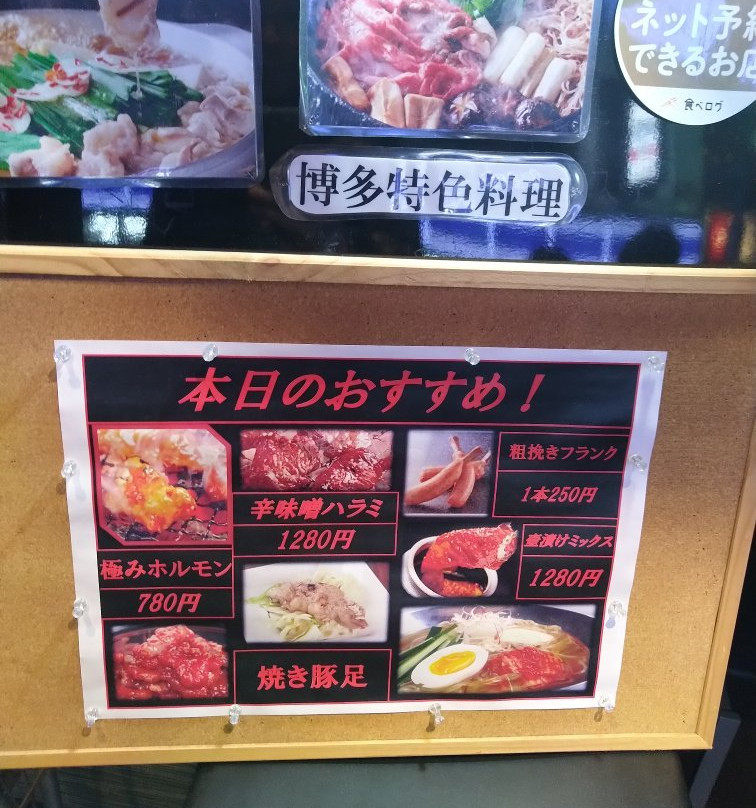 ネット予約
できるお店
食べログ
博多特色料理
本日のおすすめ！
極みホルモン
780円
辛味噌ハラミ
1280円
焼き豚足
粗挽きフランク
1本250円
壷漬けミックス
1280円